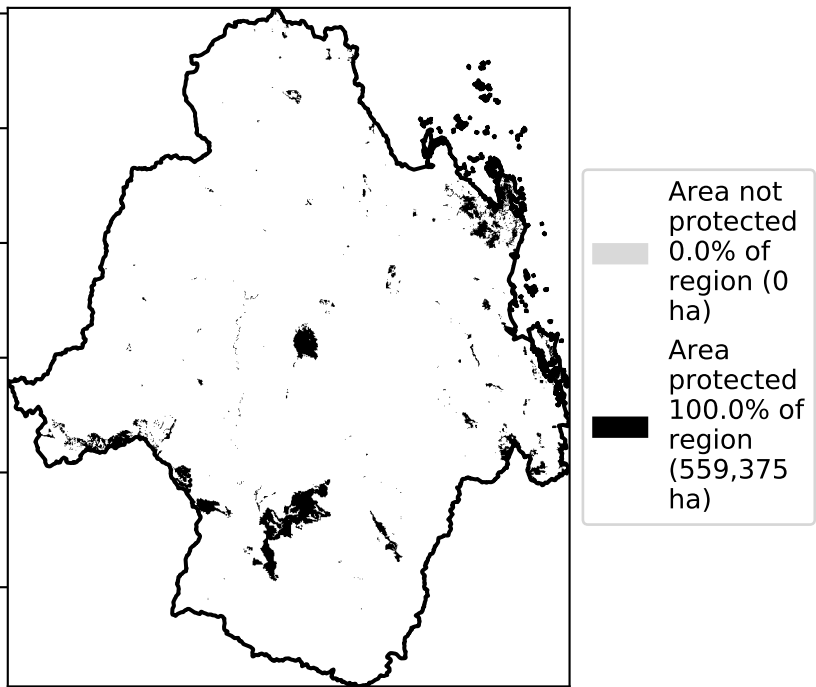 Area not
protected
0.0% of
region (0
ha)
Area
protected
100.0% of
region
(559,375
ha)